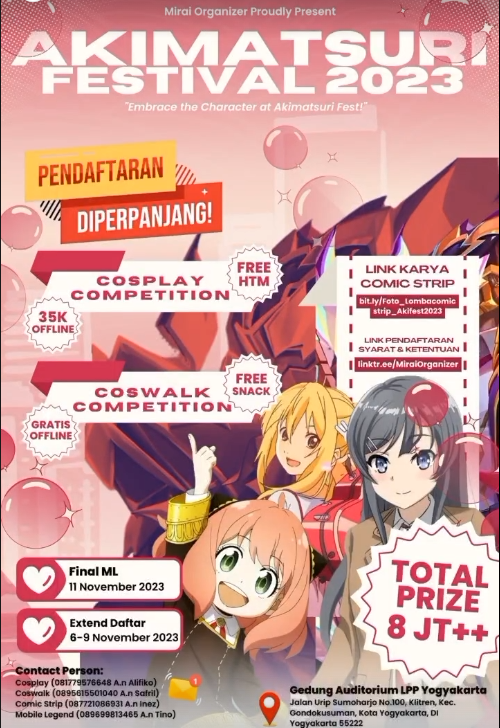 Mirai Organizer Proudly Present
AKIMATSURI
FESTIVAL 2023
"Embrace the Character at Akimatsuri Fest!"
PENDAFTARAN
DIPERPANJANG!
COSPLAY
COMPETITION
FREE
HTM
35K
OFFLINE
LINK KARYA
COMIC STRIP
bit.ly/Foto_Lombacomic
strip_Akifest2023
LINK PENDAFTARAN
SYARAT & KETENTUAN
linktr.ee/MiraiOrganizer
COSWALK
COMPETITION
FREE
SNACK
GRATIS
OFFLINE
Final ML
11 November 2023
Extend Daftar
6-9 November 2023
TOTAL
PRIZE
8 JT++
Contact Person:
Cosplay (081779576648 A.n Alifiko)
Coswalk (0895615501040 A.n Safril)
Comic Strip (087721086931 A.n Inez)
Mobile Legend (089699813465 A.n Tino)
1
Gedung Auditorium LPP Yogyakarta
Jalan Urip Sumoharjo No.100, Klitren, Kec.
Gondokusuman, Kota Yogyakarta, DI
Yogyakarta 55222